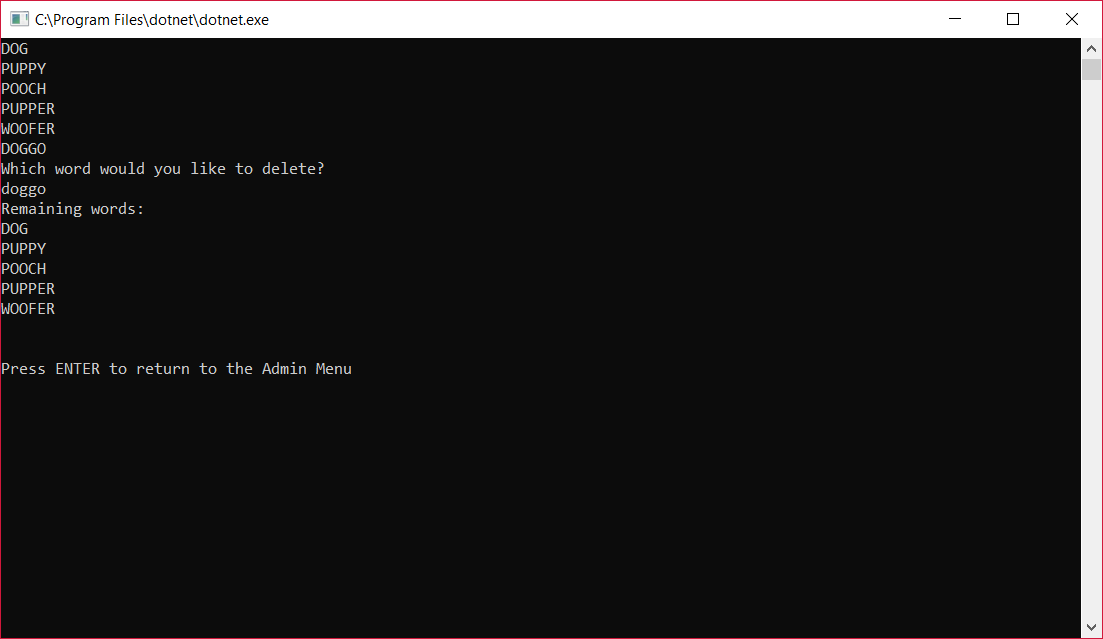 C:\Program Files\dotnet\dotnet.exe
DOG
PUPPY
POOCH
PUPPER
WOOFER
DOGGO
Which word would you like to delete?
doggo
Remaining words:
DOG
PUPPY
POOCH
PUPPER
WOOFER
Press ENTER to return to the Admin Menu